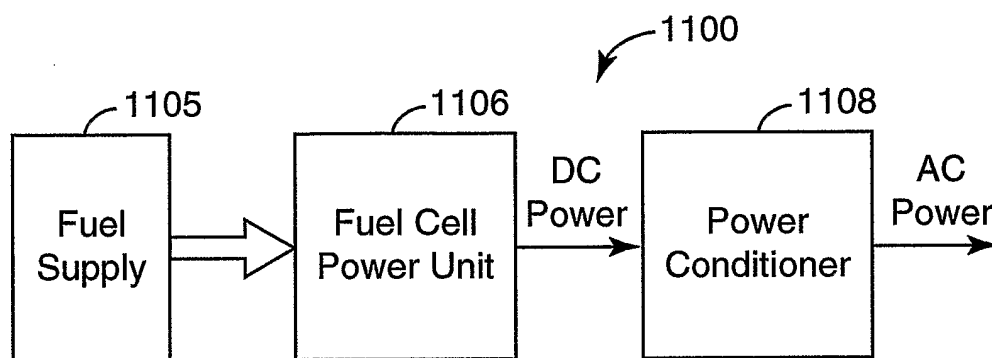 1100
1105
1106
1108
Fuel
Supply
Fuel Cell
Power Unit
DC
Power
Power
Conditioner
AC
Power